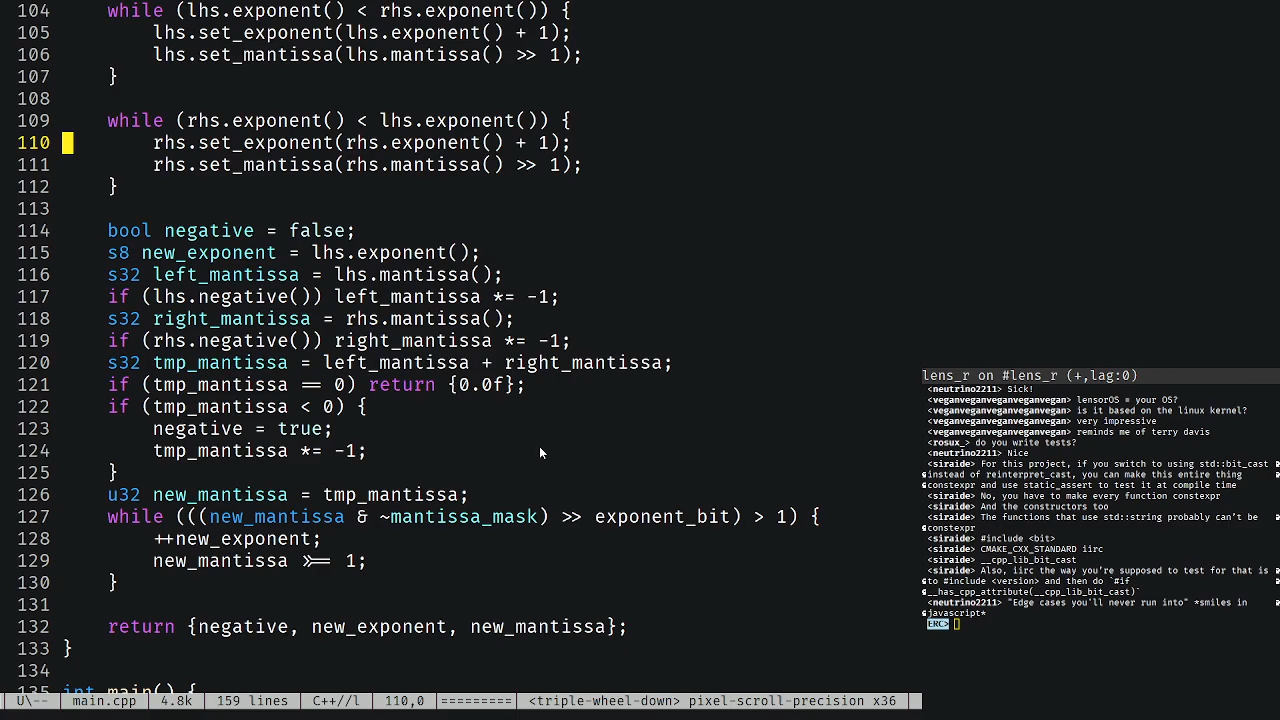 104 while (lhs.exponent() < rhs.exponent()) {
105 lhs.set_exponent(lhs.exponent() + 1);
106 lhs.set_mantissa(lhs.mantissa() >> 1);
107 }
108
109 while (rhs.exponent() < lhs.exponent()) {
110 rhs.set_exponent(rhs.exponent() + 1);
111 rhs.set_mantissa(rhs.mantissa() >> 1);
112 }
113
114 bool negative = false;
115 s8 new_exponent = lhs.exponent();
116 s32 left_mantissa = lhs.mantissa();
117 if (lhs.negative()) left_mantissa *= -1;
118 s32 right_mantissa = rhs.mantissa();
119 if (rhs.negative()) right_mantissa *= -1;
120 s32 tmp_mantissa = left_mantissa + right_mantissa;
121 if (tmp_mantissa == 0) return {0.0f};
122 if (tmp_mantissa < 0) {
123 negative = true;
124 tmp_mantissa *= -1;
125 }
126 u32 new_mantissa = tmp_mantissa;
127 while (((new_mantissa & ~mantissa_mask) >> exponent_bit) > 1) {
128 ++new_exponent;
129 new_mantissa >>= 1;
130 }
131
132 return {negative, new_exponent, new_mantissa};
133 }
134
135 int main() {
U\-- main.cpp 4.8k 159 lines C++//l 110,0 ========= <triple-wheel-down> pixel-scroll-precision x36
lens_r on #lens_r (+,lag:0)
<neutrino2211> Sick!
<veganveganveganveganvegan> lensorOS = your OS?
<veganveganveganveganvegan> is it based on the linux kernel?
<veganveganveganveganvegan> very impressive
<veganveganveganveganvegan> reminds me of terry davis
<rosux_> do you write tests?
<neutrino2211> Nice
<siraide> For this project, if you switch to using std::bit_cast
instead of reinterpret_cast, you can make this entire thing
constexpr and use static_assert to test it at compile time
<siraide> No, you have to make every function constexpr
<siraide> And the constructors too
<siraide> The functions that use std::string probably can't be
constexpr
<siraide> #include <bit>
<siraide> CMAKE_CXX_STANDARD iirc
<siraide> __cpp_lib_bit_cast
<siraide> Also, iirc the way you're supposed to test for that is
to #include <version> and then do `#if
__has_cpp_attribute(__cpp_lib_bit_cast)`
<neutrino2211> "Edge cases you'll never run into" *smiles in
javascript*
ERC>